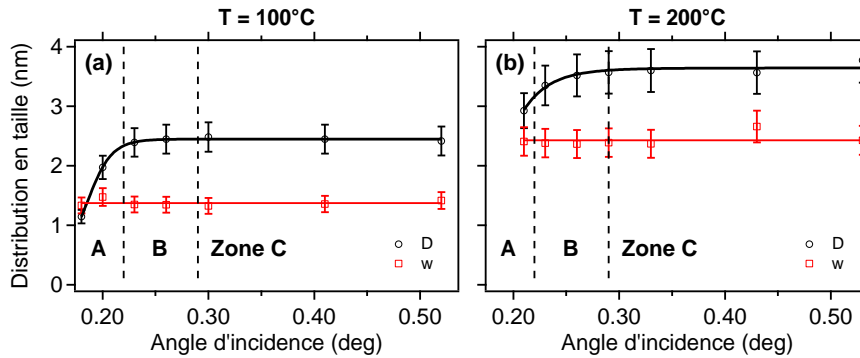 T = 100°C
T = 200°C
Distribution en taille (nm)
4
3
2
1
0
(a)
A
B
Zone C
D
w
0.20
0.30
0.40
0.50
Angle d'incidence (deg)
(b)
A
B
Zone C
D
w
0.20
0.30
0.40
0.50
Angle d'incidence (deg)